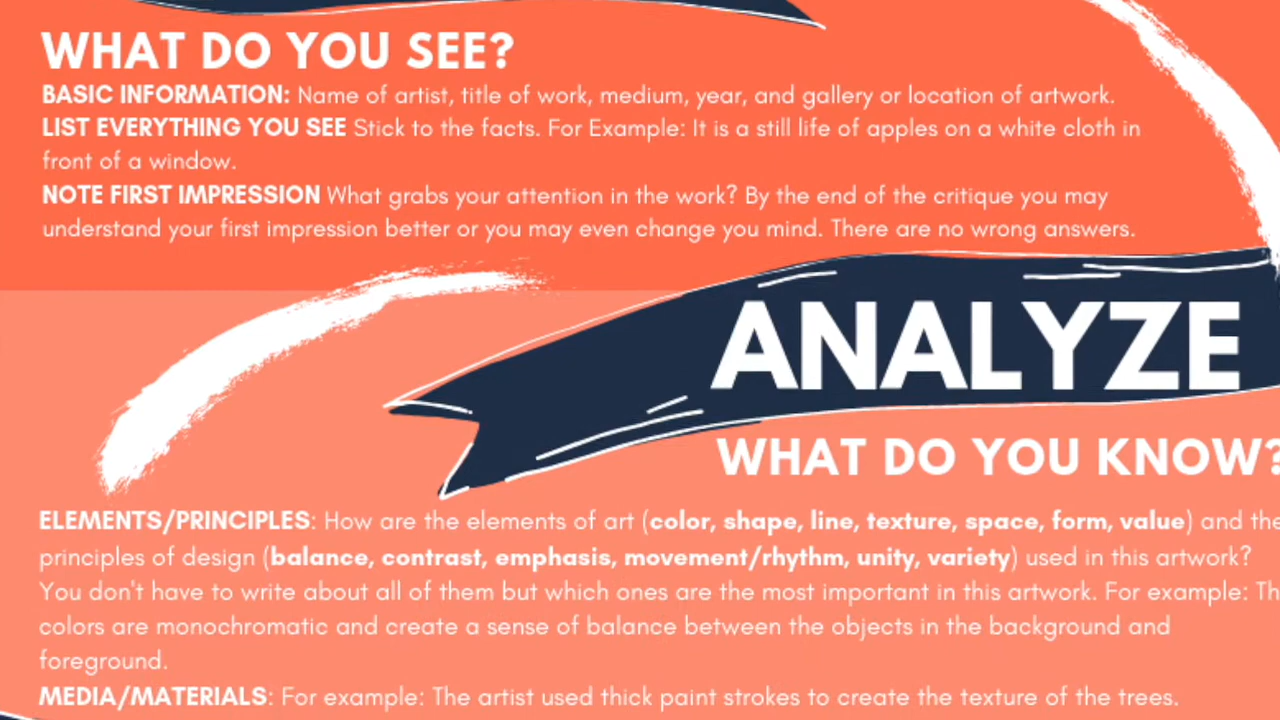 WHAT DO YOU SEE?
BASIC INFORMATION: Name of artist, title of work, medium, year, and gallery or location of artwork.
LIST EVERYTHING YOU SEE Stick to the facts. For Example: It is a still life of apples on a white cloth in
front of a window.
NOTE FIRST IMPRESSION What grabs your attention in the work? By the end of the critique you may
understand your first impression better or you may even change you mind. There are no wrong answers.
ANALYZE
WHAT DO YOU KNOW?
ELEMENTS/PRINCIPLES: How are the elements of art (color, shape, line, texture, space, form, value) and the
principles of design (balance, contrast, emphasis, movement/rhythm, unity, variety) used in this artwork?
You don't have to write about all of them but which ones are the most important in this artwork. For example:
colors are monochromatic and create a sense of balance between the objects in the background and
foreground.
MEDIA/MATERIALS: For example: The artist used thick paint strokes to create the texture of the trees.